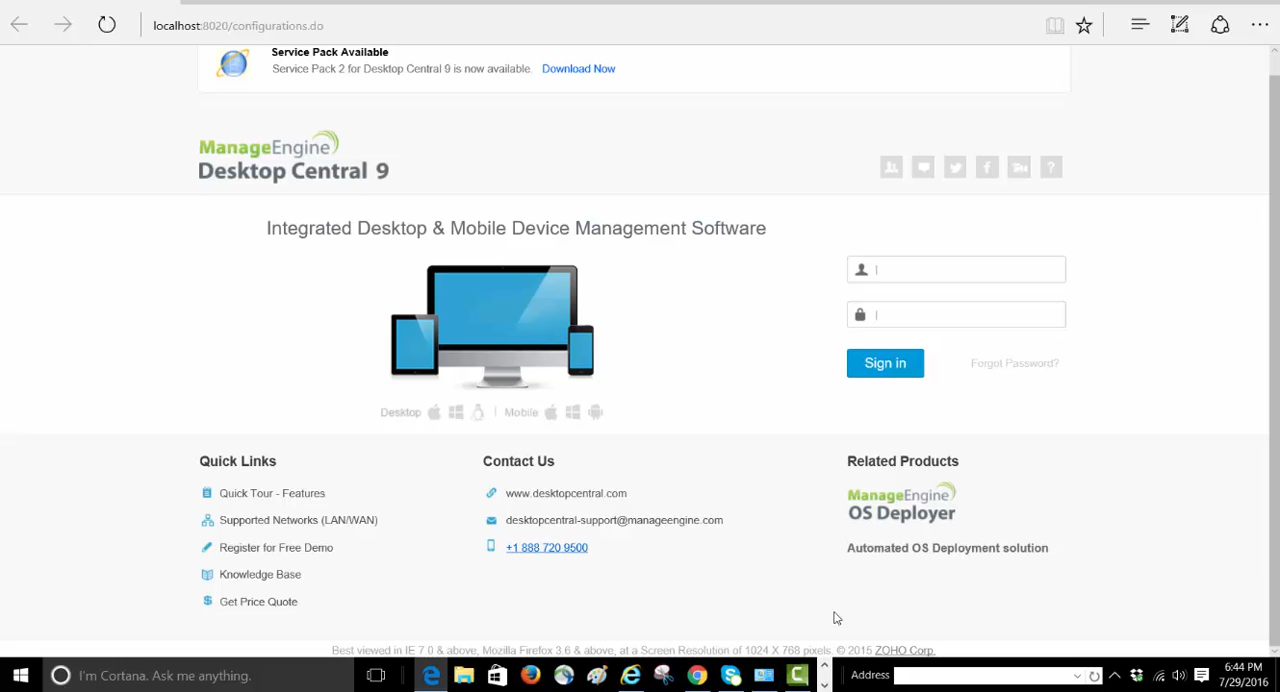 localhost:8020/configurations.do
Service Pack Available
Service Pack 2 for Desktop Central 9 is now available. Download Now
ManageEngine
Desktop Central 9
Integrated Desktop & Mobile Device Management Software
Sign in
Forgot Password?
Desktop | Mobile
Quick Links
Quick Tour - Features
Supported Networks (LAN/WAN)
Register for Free Demo
Knowledge Base
Get Price Quote
Contact Us
www.desktopcentral.com
desktopcentral-support@manageengine.com
+1 888 720 9500
Related Products
ManageEngine
OS Deployer
Automated OS Deployment solution
Best viewed in IE 7.0 & above, Mozilla Firefox 3.6 & above, at a Screen Resolution of 1024 X 768 pixels. © 2015 ZOHO Corp.
I'm Cortana. Ask me anything.
Address
6:44 PM
7/29/2016